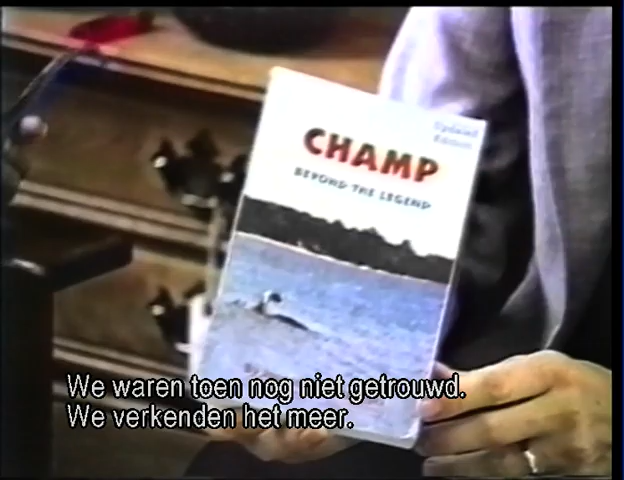 Updated
Edition
CHAMP
BEYOND THE LEGEND
We waren toen nog niet getrouwd.
We verkenden het meer.